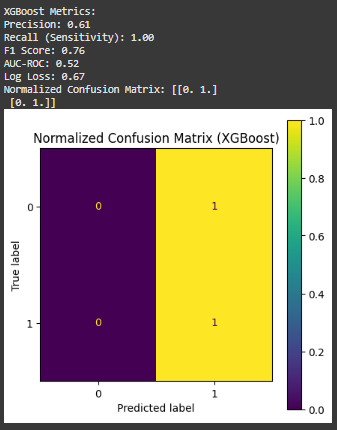 XGBoost Metrics:
Precision: 0.61
Recall (Sensitivity): 1.00
F1 Score: 0.76
AUC-ROC: 0.52
Log Loss: 0.67
Normalized Confusion Matrix: [[0. 1.]
 [0. 1.]]
Normalized Confusion Matrix (XGBoost)
True label
0
1
0 1
0 1
0 1
Predicted label
1.0
0.8
0.6
0.4
0.2
0.0